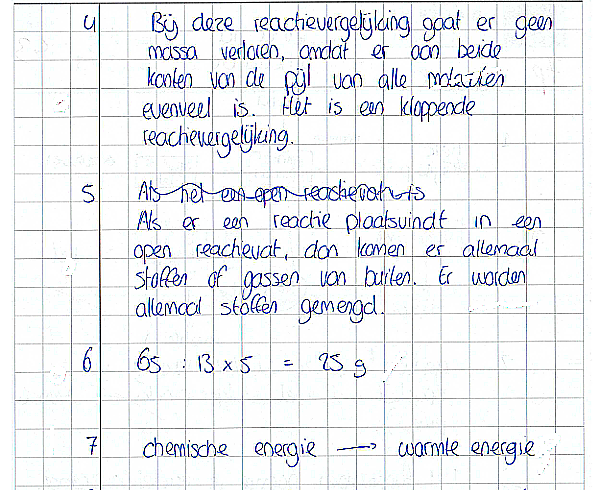 4 Bij deze reactievergelijking gaat er geen
massa verloren, omdat er aan beide
kanten van de pijl van alle
evenveel is. Het is een kloppende
reactievergelijking.
5 Als het een open reactievat is
Als er een reactie plaatsvindt in een
open reactievat, dan komen er allemaal
stoffen of gassen van buiten. Er worden
allemaal stoffen gemengd.
6 65 : 13 x 5 = 25 g
7 chemische energie → warmte energie